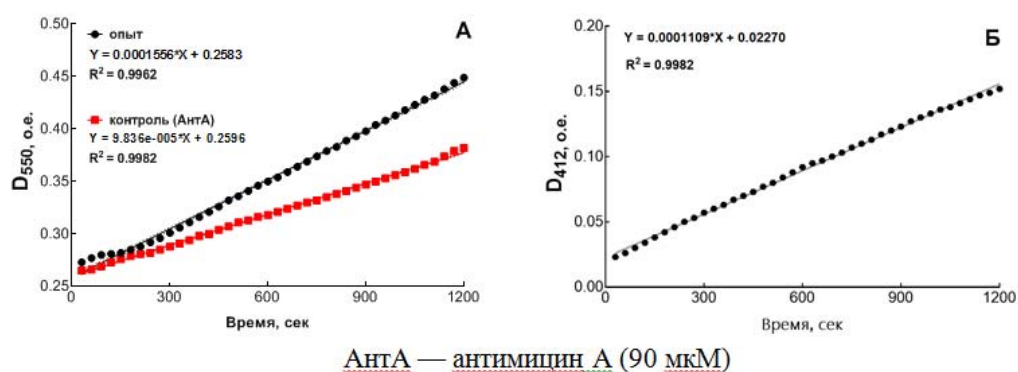 А
опыт
Y = 0.0001556*X + 0.2583
R² = 0.9962
контроль (АнтА)
Y = 9.836e-005*X + 0.2596
R² = 0.9982
D550, о.е.
0.50
0.45
0.40
0.35
0.30
0.25
0
300
600
900
1200
Время, сек
Б
Y = 0.0001109*X + 0.02270
R² = 0.9982
D412, о.е.
0.20
0.15
0.10
0.05
0.00
0
300
600
900
1200
Время, сек
АнтА — антимицин А (90 мкМ)